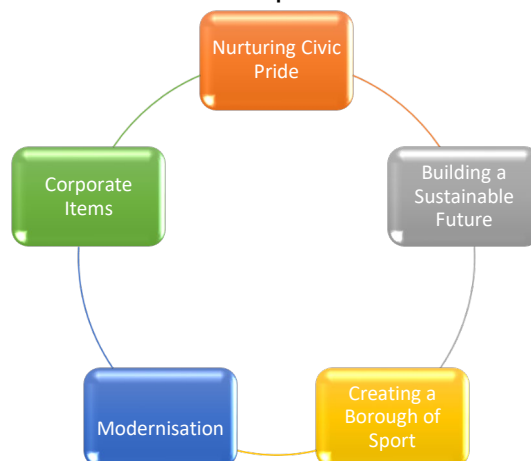 Nurturing Civic
Pride
Building a
Sustainable
Future
Creating a
Borough of
Sport
Modernisation
Corporate
Items